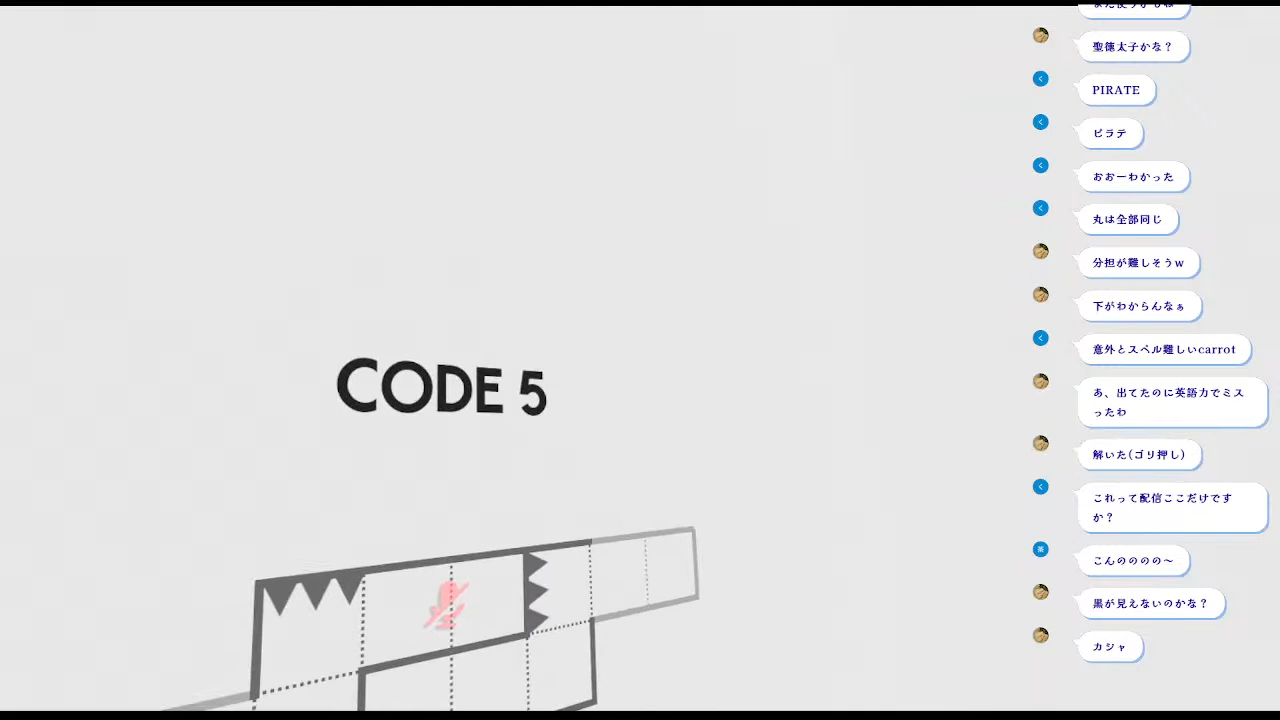 CODE 5
聖徳太子かな？
PIRATE
ピラテ
おおーわかった
丸は全部同じ
分担が難しそうw
下がわからんなぁ
意外とスペル難しいcarrot
あ、出てたのに英語力でミス
ったわ
解いた(ゴリ押し)
これって配信ここだけです
か？
こんのののの～
黒が見えないのかな？
カシャ